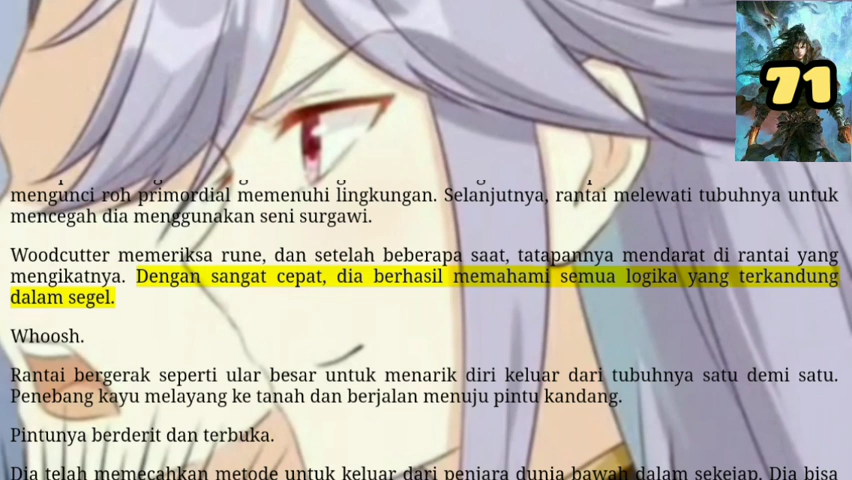 71
mengunci roh primordial memenuhi lingkungan. Selanjutnya, rantai melewati tubuhnya untuk
mencegah dia menggunakan seni surgawi.
Woodcutter memeriksa rune, dan setelah beberapa saat, tatapannya mendarat di rantai yang
mengikatnya. Dengan sangat cepat, dia berhasil memahami semua logika yang terkandung
dalam segel.
Whoosh.
Rantai bergerak seperti ular besar untuk menarik diri keluar dari tubuhnya satu demi satu.
Penebang kayu melayang ke tanah dan berjalan menuju pintu kandang.
Pintunya berderit dan terbuka.
Dia telah memecahkan metode untuk keluar dari penjara dunia bawah dalam sekejap. Dia bisa